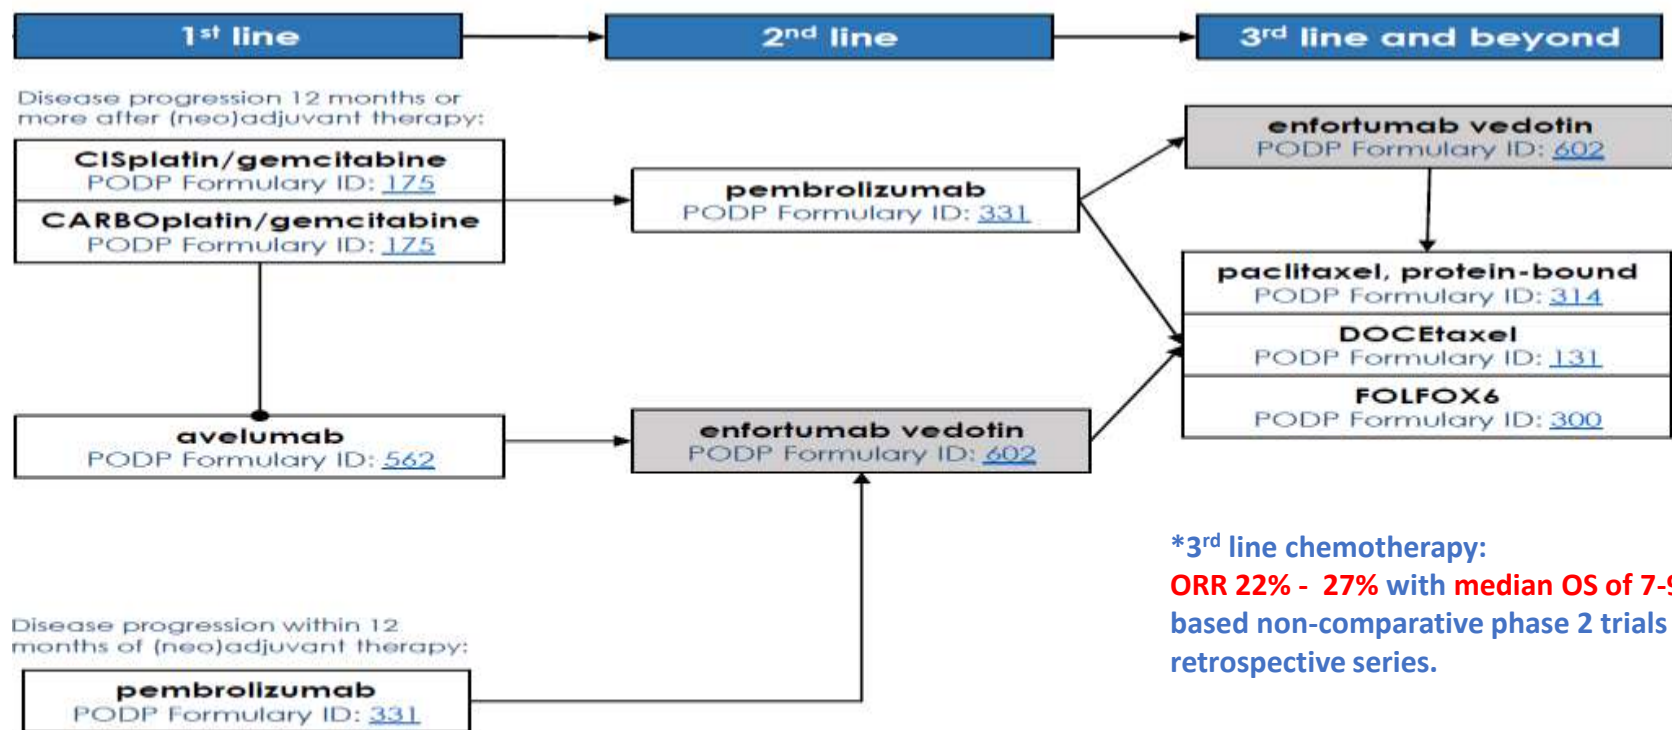 1st line
2nd line
3rd line and beyond
Disease progression 12 months or
more after (neo)adjuvant therapy:
CISplatin/gemcitabine
PODP Formulary ID: 175
CARBOplatin/gemcitabine
PODP Formulary ID: 175
avelumab
PODP Formulary ID: 562
Disease progression within 12
months of (neo)adjuvant therapy:
pembrolizumab
PODP Formulary ID: 331
pembrolizumab
PODP Formulary ID: 331
enfortumab vedotin
PODP Formulary ID: 602
enfortumab vedotin
PODP Formulary ID: 602
paclitaxel, protein-bound
PODP Formulary ID: 314
DOCEtaxel
PODP Formulary ID: 131
FOLFOX6
PODP Formulary ID: 300
*3rd line chemotherapy:
ORR 22% - 27% with median OS of 7-9
based non-comparative phase 2 trials
retrospective series.